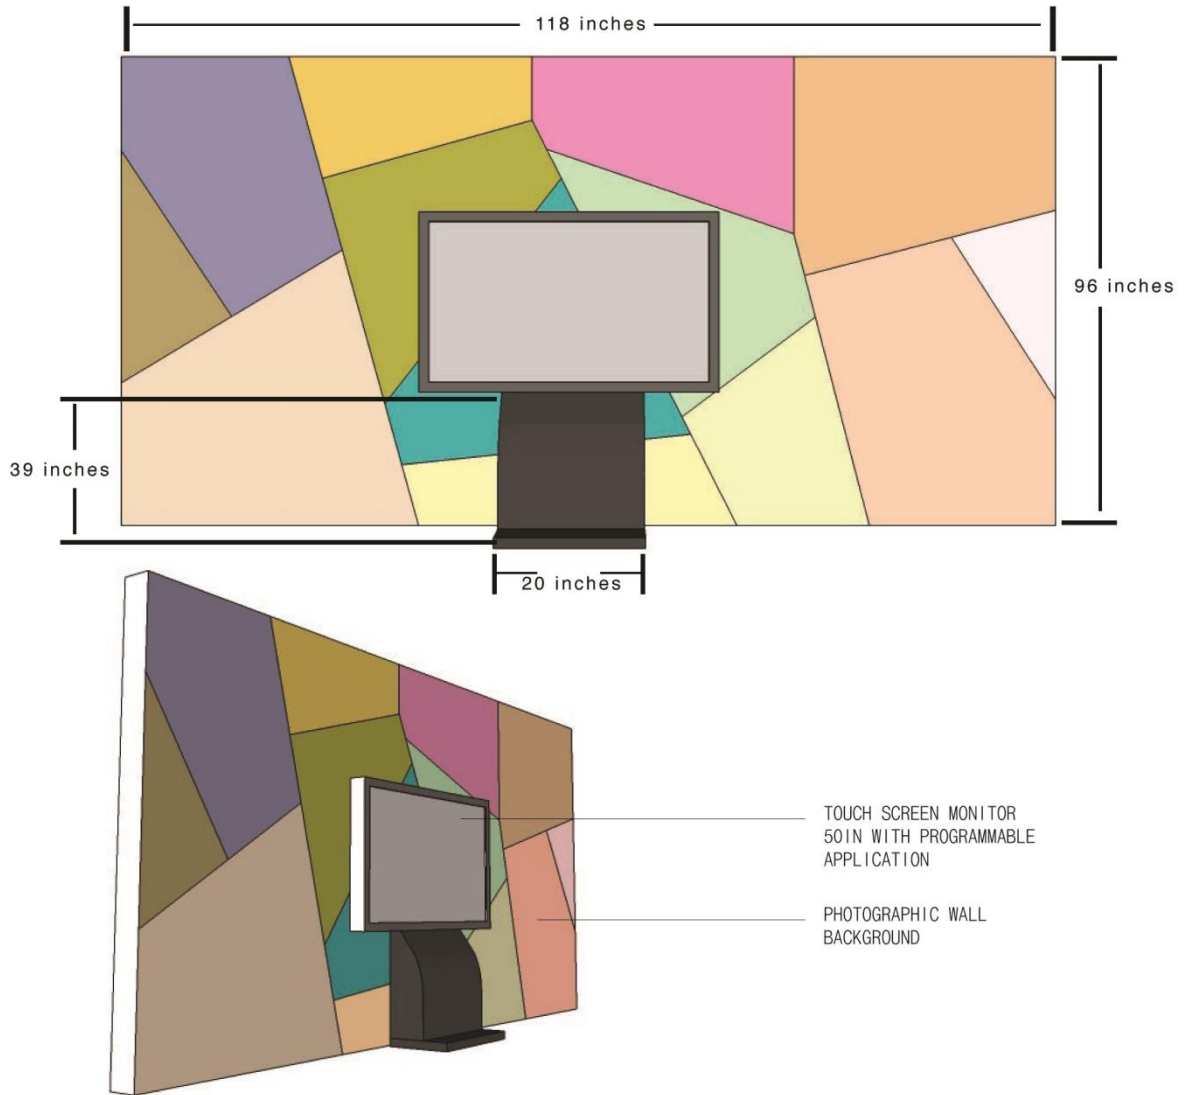 118 inches
96 inches
39 inches
20 inches
TOUCH SCREEN MONITOR
50IN WITH PROGRAMMABLE
APPLICATION
PHOTOGRAPHIC WALL
BACKGROUND